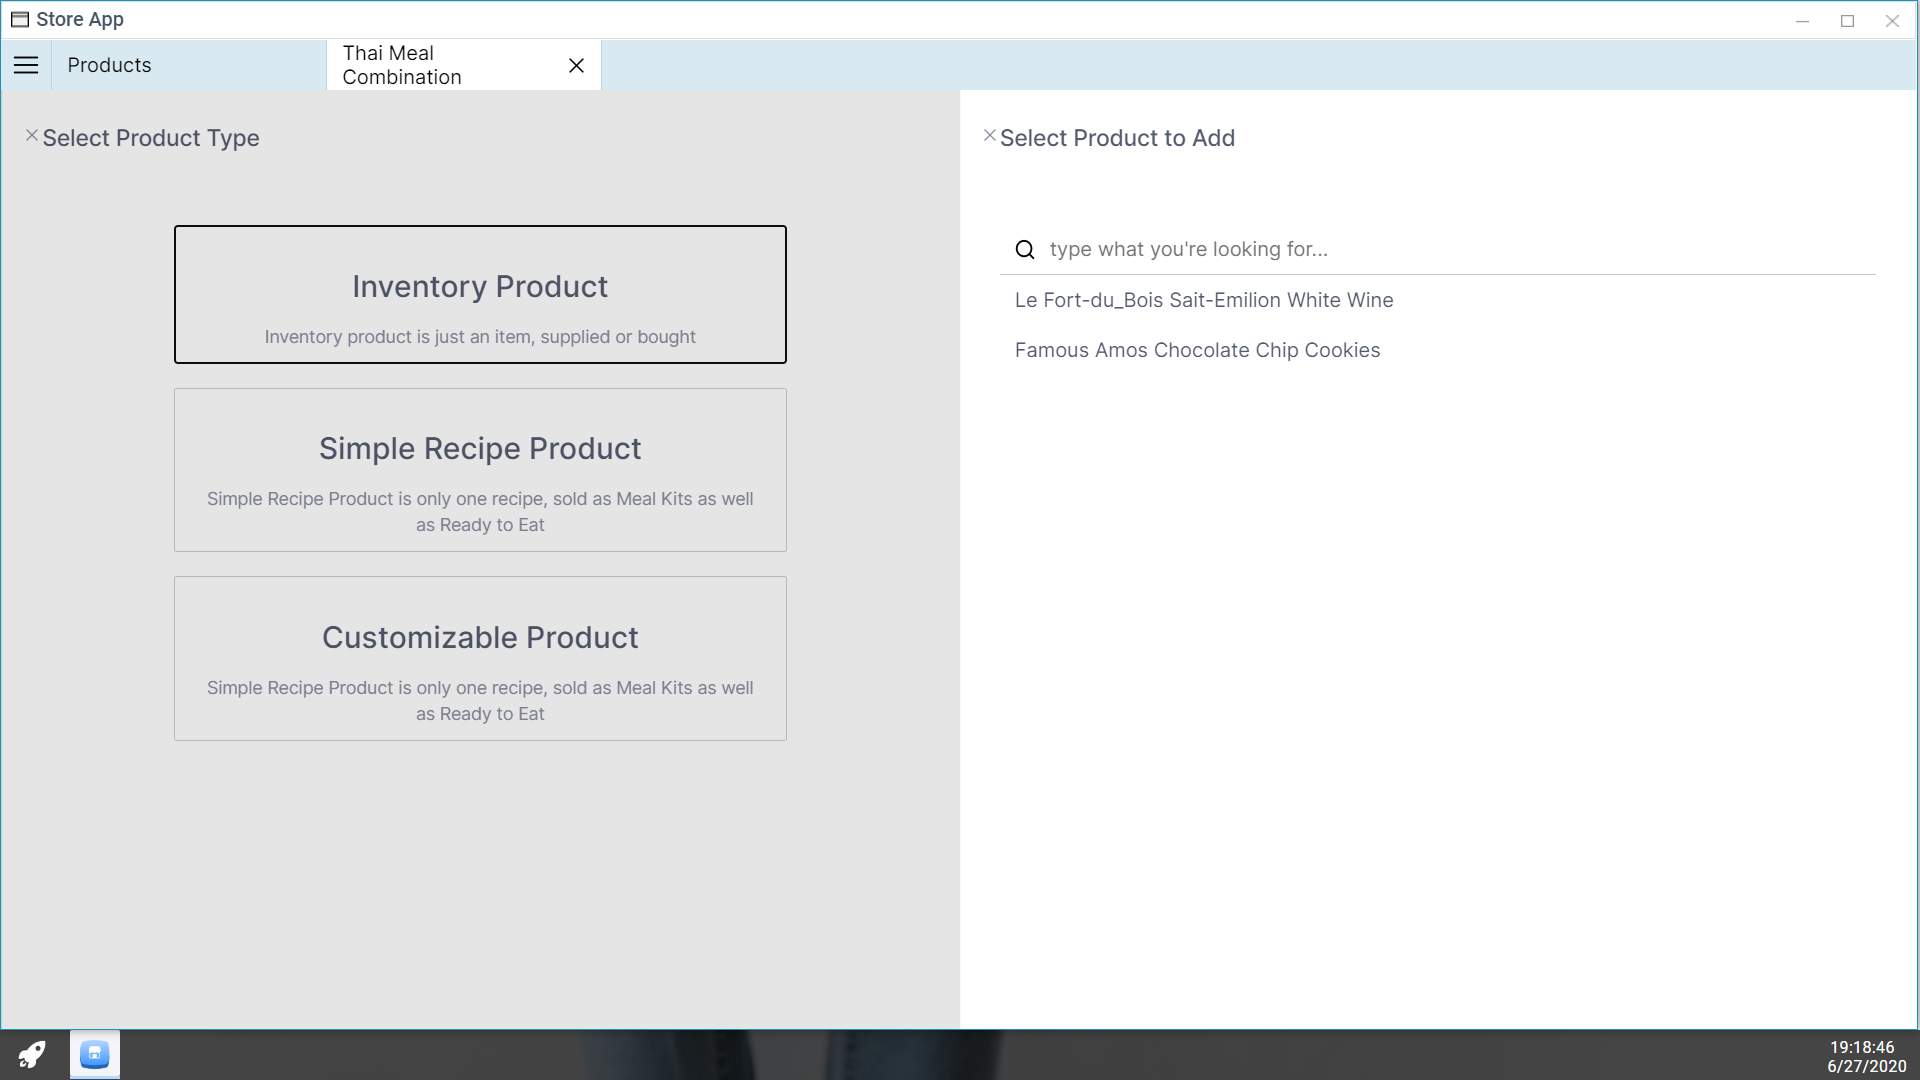 Store App
Products
Thai Meal
Combination
Select Product Type
Inventory Product
Inventory product is just an item, supplied or bought
Simple Recipe Product
Simple Recipe Product is only one recipe, sold as Meal Kits as well
as Ready to Eat
Customizable Product
Simple Recipe Product is only one recipe, sold as Meal Kits as well
as Ready to Eat
Select Product to Add
type what you're looking for...
Le Fort-du_Bois Sait-Emilion White Wine
Famous Amos Chocolate Chip Cookies
19:18:46
6/27/2020